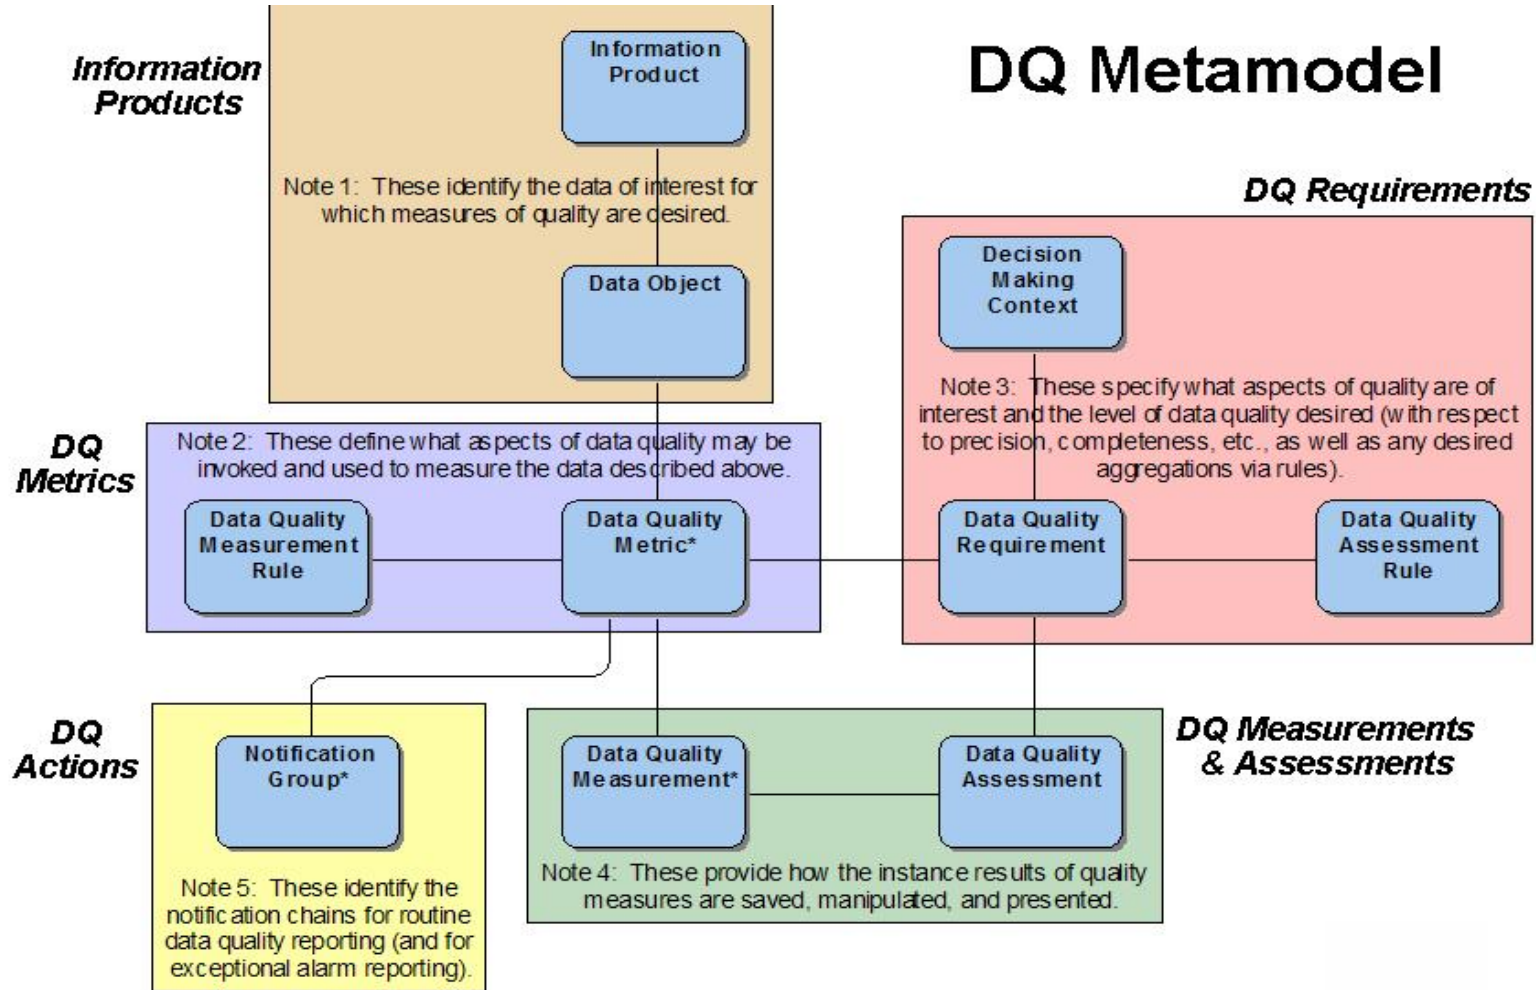 DQ Metamodel
Information
Products
Information
Product
Note 1: These identify the data of interest for
which measures of quality are desired.
Data Object
DQ Requirements
Decision
Making
Context
Note 3: These specify what aspects of quality are of
interest and the level of data quality desired (with respect
to precision, completeness, etc., as well as any desired
aggregations via rules).
Data Quality
Requirement
Data Quality
Assessment
Rule
DQ
Metrics
Note 2: These define what aspects of data quality may be
invoked and used to measure the data described above.
Data Quality
Measurement
Rule
Data Quality
Metric*
DQ
Actions
Notification
Group*
Note 5: These identify the
notification chains for routine
data quality reporting (and for
exceptional alarm reporting).
DQ Measurements
& Assessments
Data Quality
Measurement*
Data Quality
Assessment
Note 4: These provide how the instance results of quality
measures are saved, manipulated, and presented.